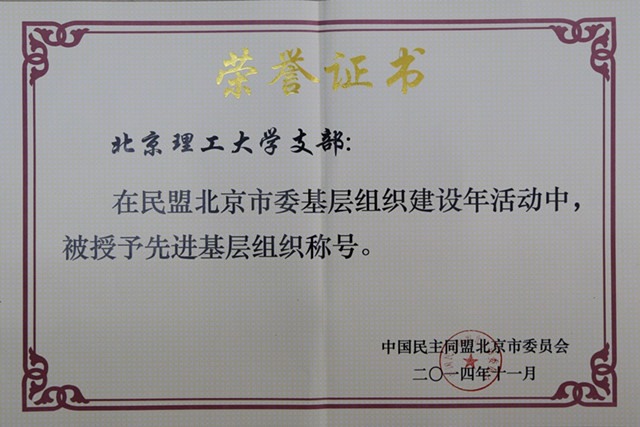 荣誉证书
北京理工大学支部:
在民盟北京市委基层组织建设年活动中,
被授予先进基层组织称号。
中国民主同盟北京市委员会
二〇一四年十一月